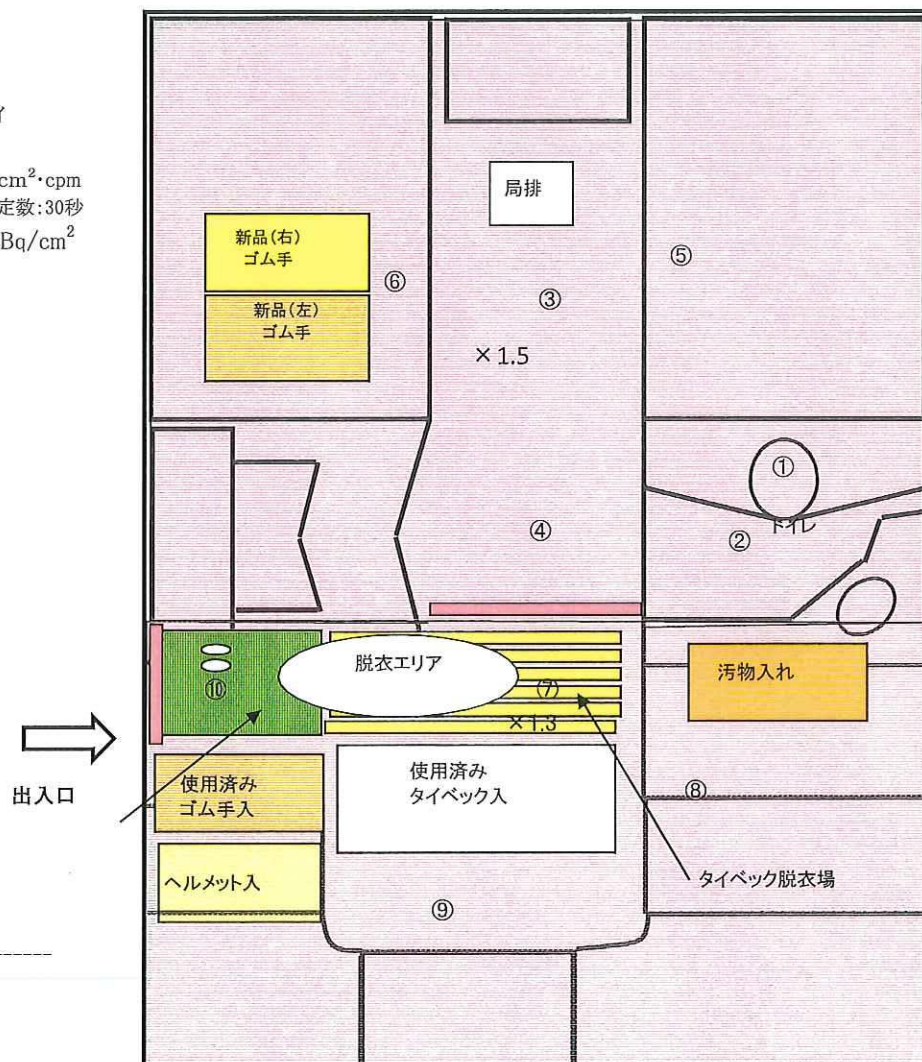 イ
cm²・cpm
定数:30秒
Bq/cm²
局排
新品(右)
ゴム手
新品(左)
ゴム手
⑥
③
⑤
×1.5
①
④
②
トイレ
脱衣エリア
汚物入れ
⑩
⑦
×1.3
出入口
使用済み
ゴム手入
使用済み
タイベック入
⑧
ヘルメット入
タイベック脱衣場
⑨